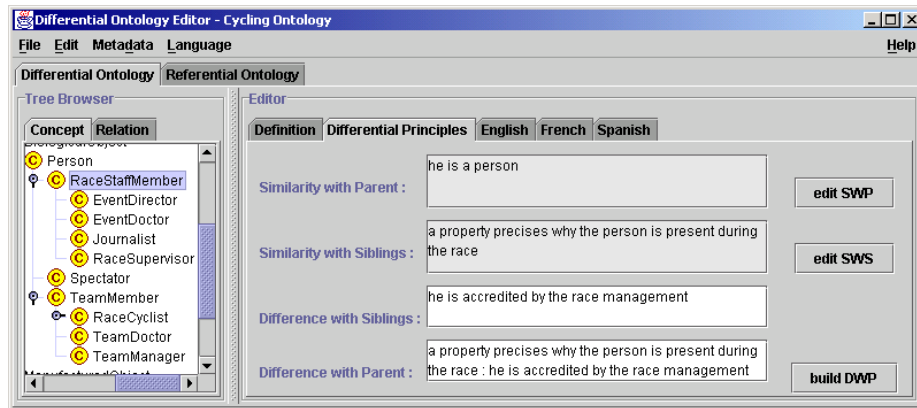 Differential Ontology Editor - Cycling Ontology
File Edit Metadata Language Help
Differential Ontology Referential Ontology
Tree Browser
Editor
Concept Relation
Definition Differential Principles English French Spanish
BiologicalObject
Person
RaceStaffMember
EventDirector
EventDoctor
Journalist
RaceSupervisor
Spectator
TeamMember
RaceCyclist
TeamDoctor
TeamManager
ManufacturedObject
Similarity with Parent :
he is a person
edit SWP
Similarity with Siblings :
a property precises why the person is present during
the race
edit SWS
Difference with Siblings :
he is accredited by the race management
Difference with Parent :
a property precises why the person is present during
the race : he is accredited by the race management
build DWP